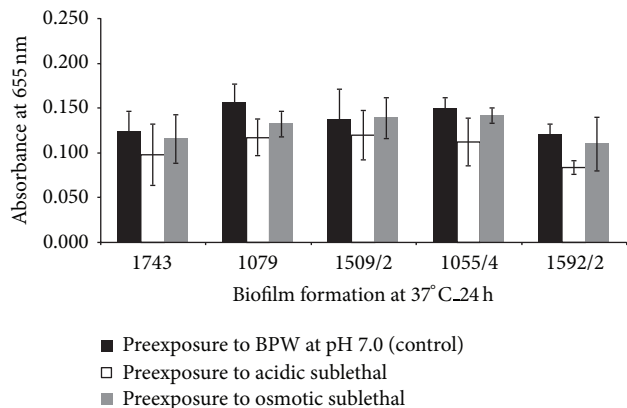 Absorbance at 655 nm
0.250
0.200
0.150
0.100
0.050
0.000
1743 1079 1509/2 1055/4 1592/2
Biofilm formation at 37°C_24 h
Preexposure to BPW at pH 7.0 (control)
Preexposure to acidic sublethal
Preexposure to osmotic sublethal